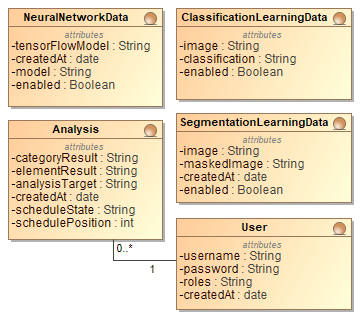 NeuralNetworkData
attributes
-tensorFlowModel : String
-createdAt : date
-model : String
-enabled : Boolean
ClassificationLearningData
attributes
-image : String
-classification : String
-enabled : Boolean
Analysis
attributes
-categoryResult : String
-elementResult : String
-analysisTarget : String
-createdAt : date
-scheduleState : String
-schedulePosition : int
SegmentationLearningData
attributes
-image : String
-maskedImage : String
-createdAt : date
-enabled : Boolean
User
attributes
-username : String
-password : String
-roles : String
-createdAt : date
0..*
1